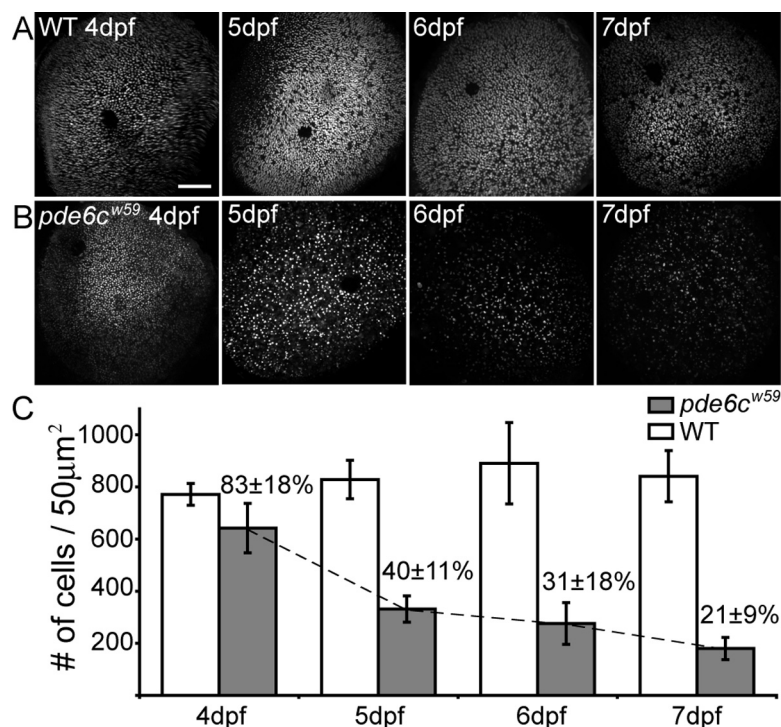 A WT 4dpf 5dpf 6dpf 7dpf
B pde6c^w59 4dpf 5dpf 6dpf 7dpf
C
pde6c^w59
WT
# of cells / 50µm²
1000
800
600
400
200
83±18%
40±11%
31±18%
21±9%
4dpf 5dpf 6dpf 7dpf